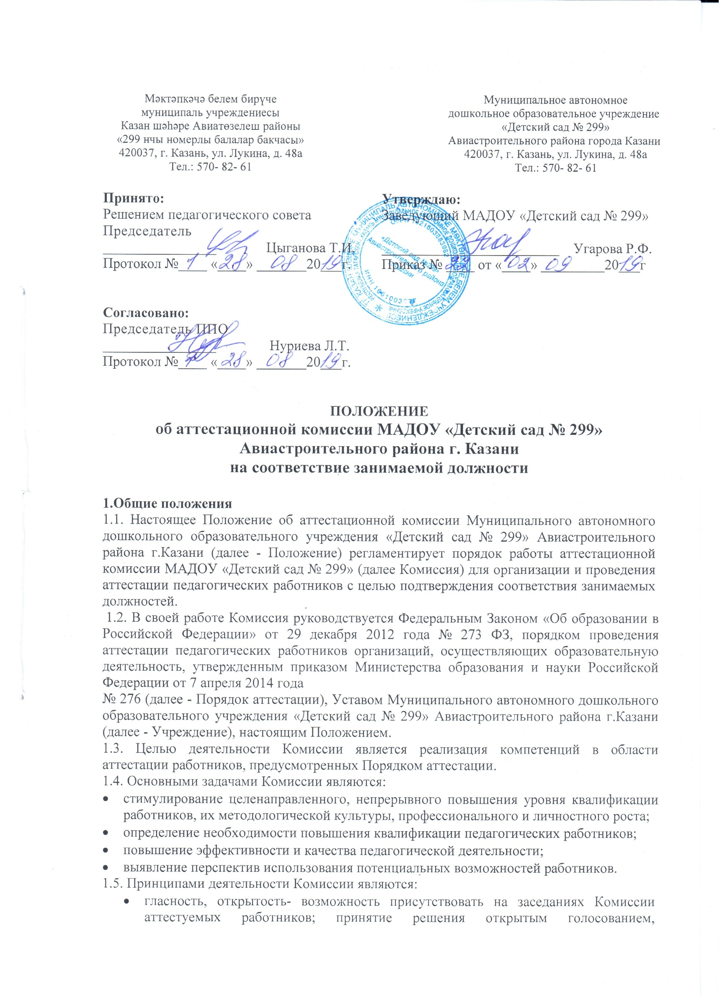 Мәктәпкәчә белем бирүче
муниципаль учреждениесы
Казан шәһәре Авиатөзелеш районы
«299 нчы номерлы балалар бакчасы»
420037, г. Казань, ул. Лукина, д. 48а
Тел.: 570- 82- 61
Муниципальное автономное
дошкольное образовательное учреждение
«Детский сад № 299»
Авиастроительного района города Казани
420037, г. Казань, ул. Лукина, д. 48а
Тел.: 570- 82- 61
Принято:
Решением педагогического совета
Председатель
________________ Цыганова Т.И.
Протокол № 1 «28» 08 2019 г
Утверждаю:
Заведующий МАДОУ «Детский сад № 299»
_________________________ Угарова Р.Ф.
Приказ № 22 от «02» 09 2019 г
«Детский сад №299»
Авиастроительного района
г. Казани
Согласовано:
Председатель ППО
________________ Нуриева Л.Т.
Протокол № 1 «28» 08 2019 г.
ПОЛОЖЕНИЕ
об аттестационной комиссии МАДОУ «Детский сад № 299»
Авиастроительного района г. Казани
на соответствие занимаемой должности
1.Общие положения
1.1. Настоящее Положение об аттестационной комиссии Муниципального автономного
дошкольного образовательного учреждения «Детский сад № 299» Авиастроительного
района г.Казани (далее - Положение) регламентирует порядок работы аттестационной
комиссии МАДОУ «Детский сад № 299» (далее Комиссия) для организации и проведения
аттестации педагогических работников с целью подтверждения соответствия занимаемых
должностей.
1.2. В своей работе Комиссия руководствуется Федеральным Законом «Об образовании в
Российской Федерации» от 29 декабря 2012 года № 273 ФЗ, порядком проведения
аттестации педагогических работников организаций, осуществляющих образовательную
деятельность, утвержденным приказом Министерства образования и науки Российской
Федерации от 7 апреля 2014 года
№ 276 (далее - Порядок аттестации), Уставом Муниципального автономного дошкольного
образовательного учреждения «Детский сад № 299» Авиастроительного района г.Казани
(далее - Учреждение), настоящим Положением.
1.3. Целью деятельности Комиссии является реализация компетенций в области
аттестации работников, предусмотренных Порядком аттестации.
1.4. Основными задачами Комиссии являются:
• стимулирование целенаправленного, непрерывного повышения уровня квалификации
работников, их методологической культуры, профессионального и личностного роста;
• определение необходимости повышения квалификации педагогических работников;
• повышение эффективности и качества педагогической деятельности;
• выявление перспектив использования потенциальных возможностей работников.
1.5. Принципами деятельности Комиссии являются:
• гласность, открытость- возможность присутствовать на заседаниях Комиссии
аттестуемых работников; принятие решения открытым голосованием,